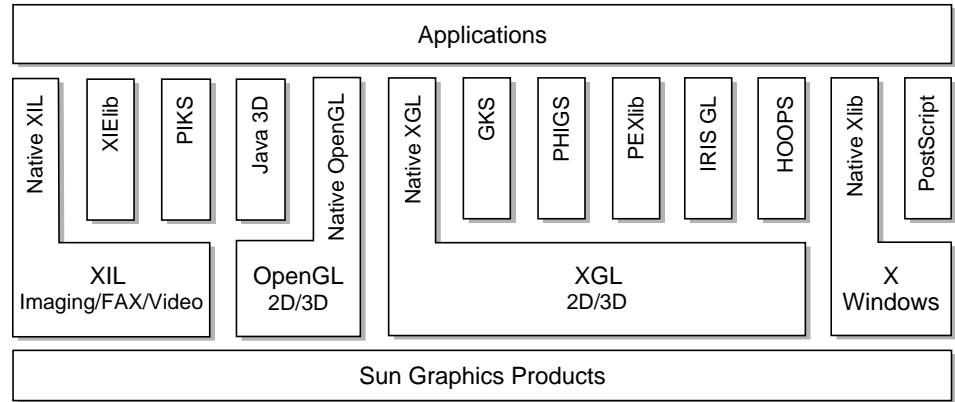 Applications
Native XIL
XIElib
PIKS
Java 3D
Native OpenGL
Native XGL
GKS
PHIGS
PEXlib
IRIS GL
HOOPS
Native Xlib
PostScript
XIL
Imaging/FAX/Video
OpenGL
2D/3D
XGL
2D/3D
X
Windows
Sun Graphics Products